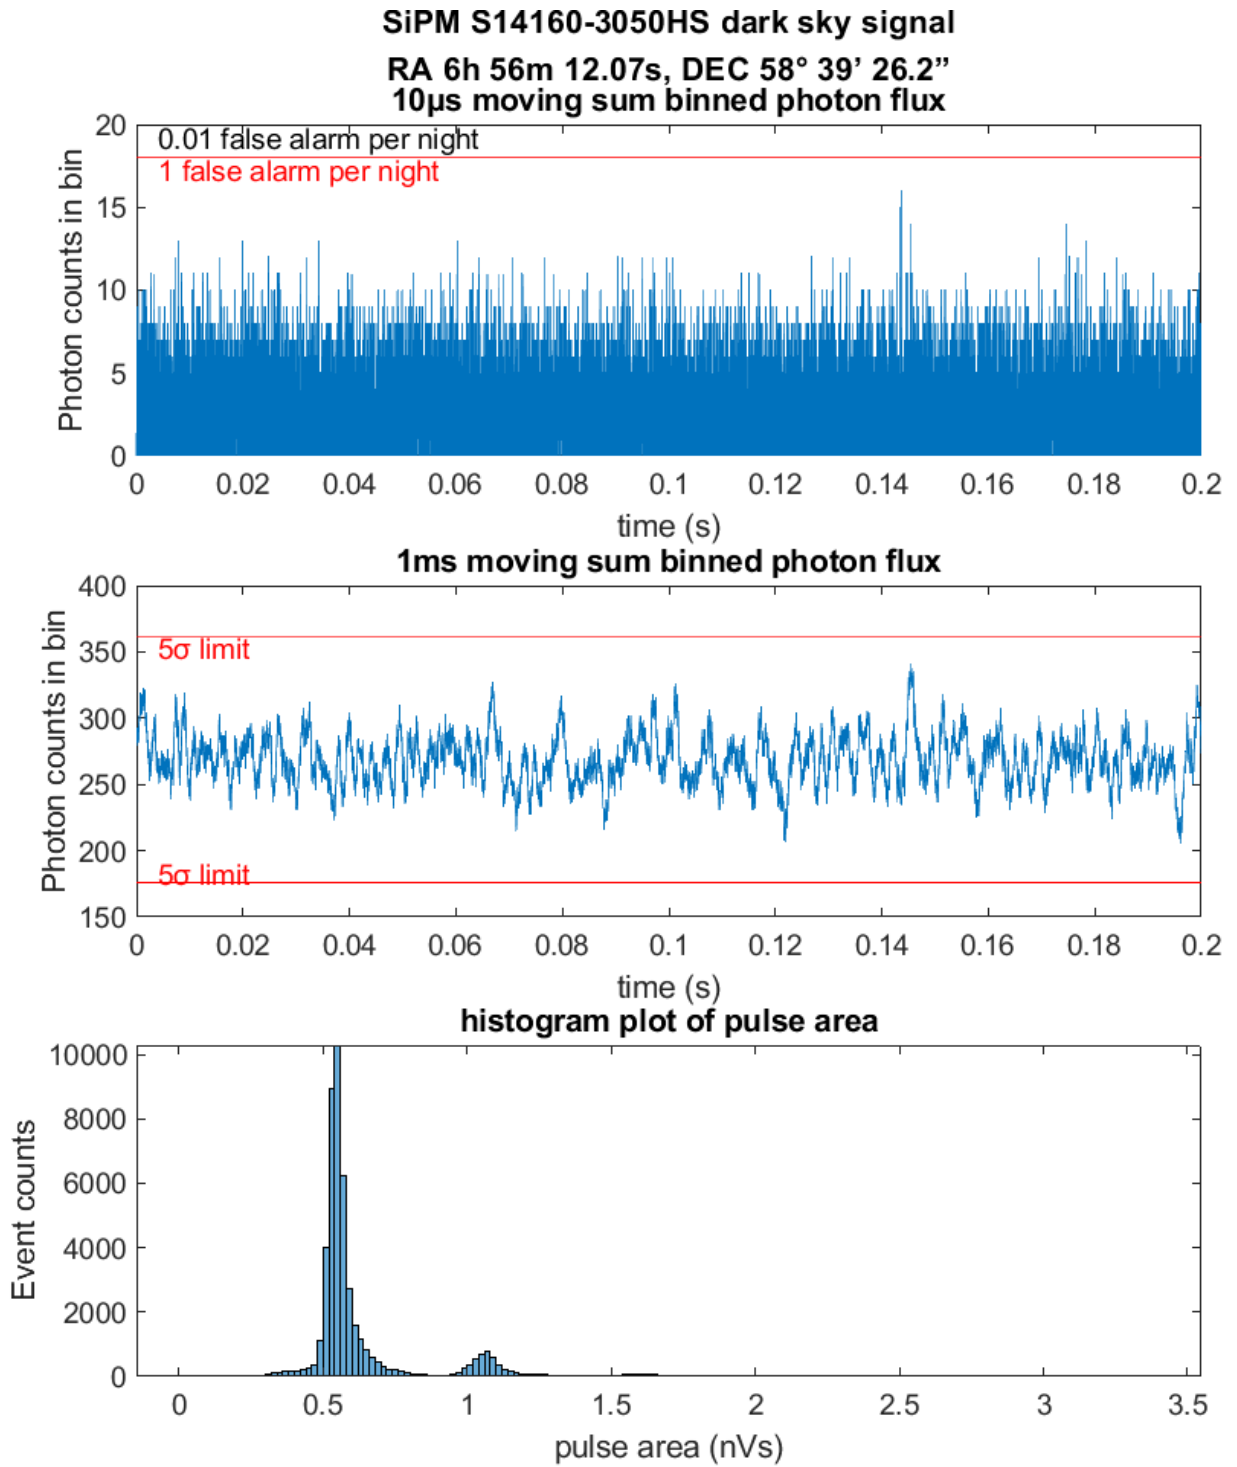 SiPM S14160-3050HS dark sky signal
RA 6h 56m 12.07s, DEC 58° 39’ 26.2”
10μs moving sum binned photon flux
20
15
10
5
0
Photon counts in bin
0.01 false alarm per night
1 false alarm per night
0 0.02 0.04 0.06 0.08 0.1 0.12 0.14 0.16 0.18 0.2
time (s)
1ms moving sum binned photon flux
400
350
300
250
200
150
Photon counts in bin
5σ limit
5σ limit
0 0.02 0.04 0.06 0.08 0.1 0.12 0.14 0.16 0.18 0.2
time (s)
histogram plot of pulse area
10000
8000
6000
4000
2000
0
Event counts
0 0.5 1 1.5 2 2.5 3 3.5
pulse area (nVs)